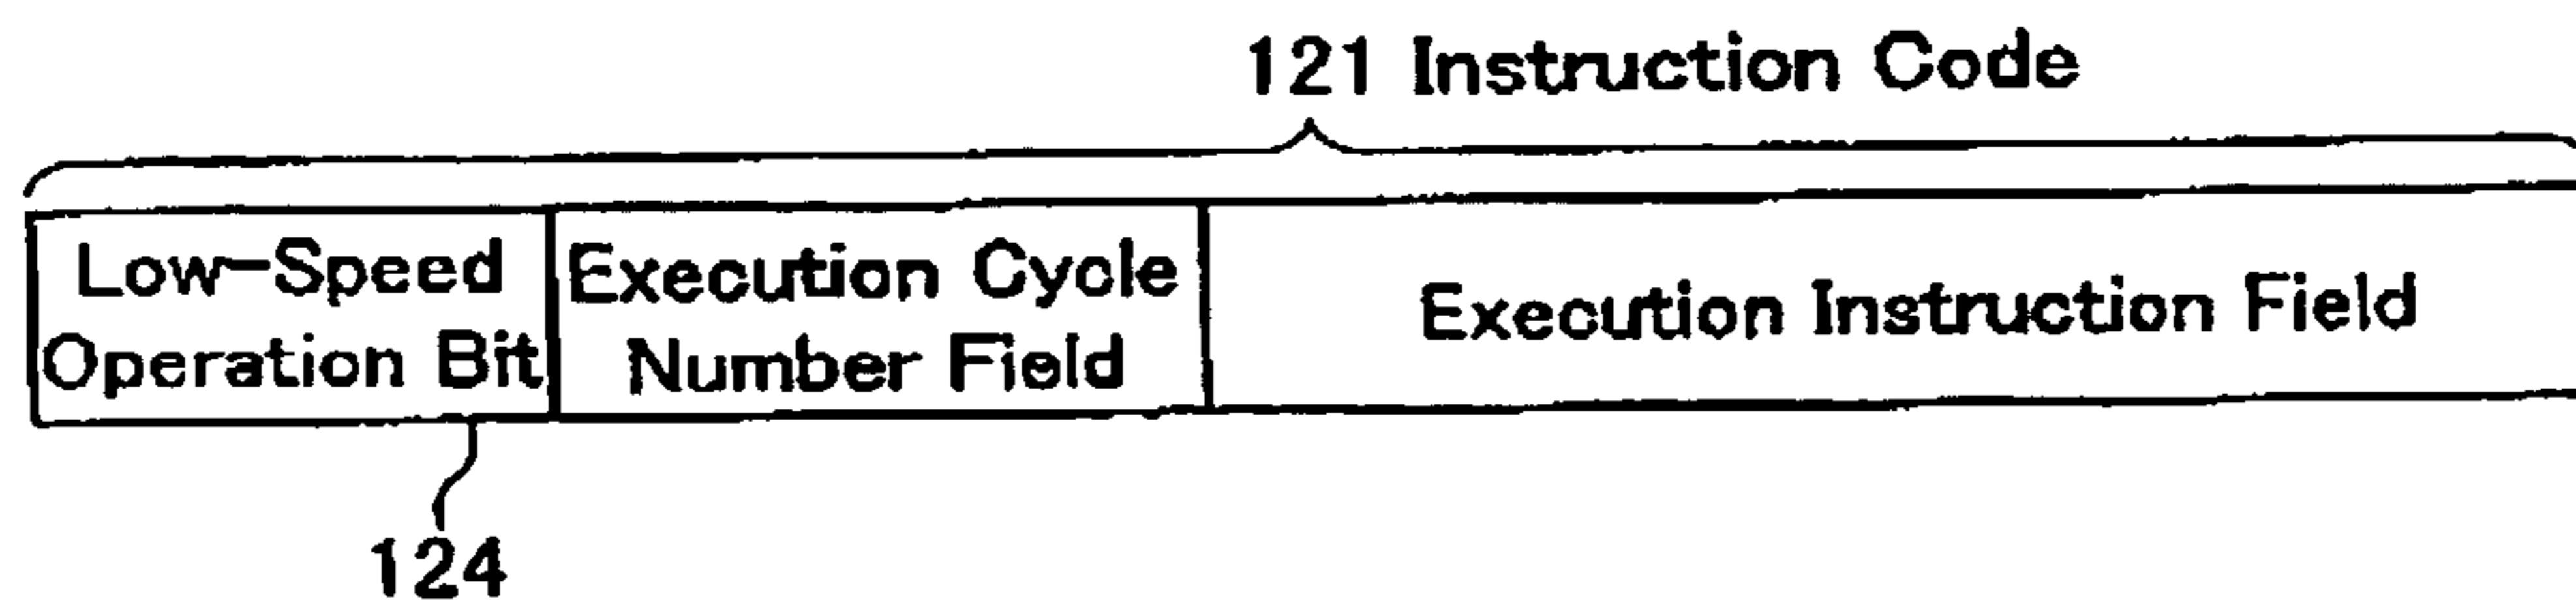 121 Instruction Code
Low-Speed
Operation Bit
Execution Cycle
Number Field
Execution Instruction Field
124